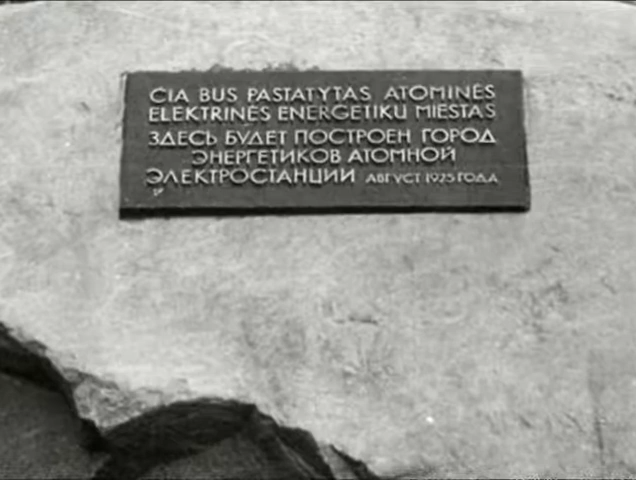 ČIA BUS PASTATYTAS ATOMINĖS
ELEKTRINĖS ENERGETIKŲ MIESTAS
ЗДЕСЬ БУДЕТ ПОСТРОЕН ГОРОД
ЭНЕРГЕТИКОВ АТОМНОЙ
ЭЛЕКТРОСТАНЦИИ АВГУСТ 1975 ГОДА